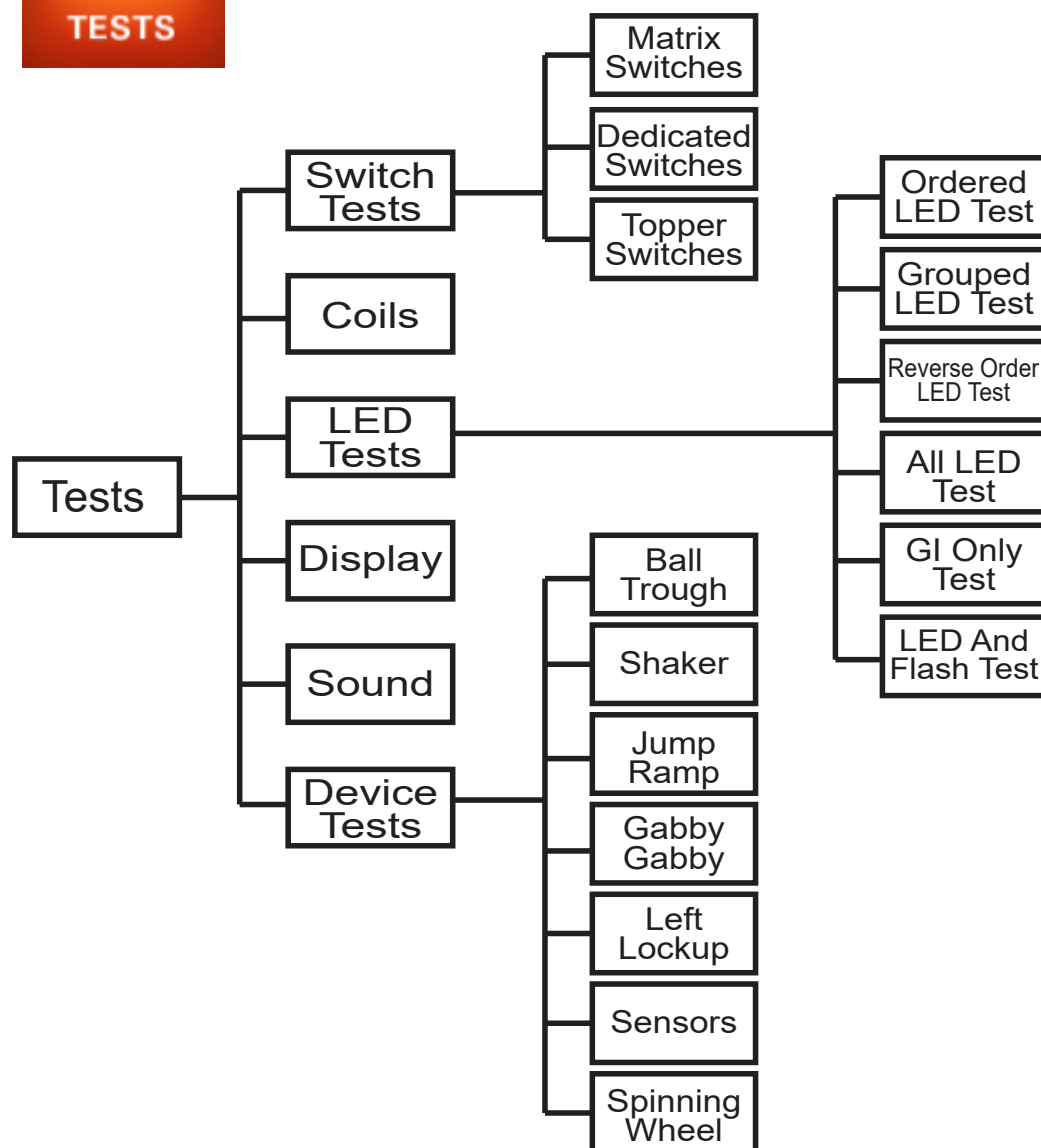 TESTS
Tests
Switch
Tests
Coils
LED
Tests
Display
Sound
Device
Tests
Matrix
Switches
Dedicated
Switches
Topper
Switches
Ordered
LED Test
Grouped
LED Test
Reverse Order
LED Test
All LED
Test
GI Only
Test
LED And
Flash Test
Ball
Trough
Shaker
Jump
Ramp
Gabby
Gabby
Left
Lockup
Sensors
Spinning
Wheel